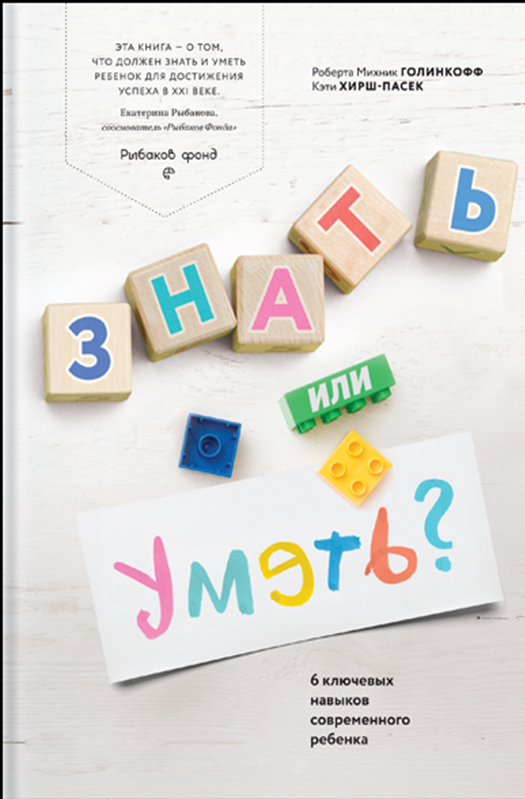 ЭТА КНИГА – О ТОМ,
ЧТО ДОЛЖЕН ЗНАТЬ И УМЕТЬ
РЕБЕНОК ДЛЯ ДОСТИЖЕНИЯ
УСПЕХА В XXI ВЕКЕ.
Екатерина Рыбакова,
сооснователь «Рыбаков Фонда»
Рыбаков фонд
Роберта Михник ГОЛИНКОФФ
Кэти ХИРШ-ПАСЕК
ЗНАТЬ
ИЛИ
Уметь?
6 ключевых
навыков
современного
ребенка